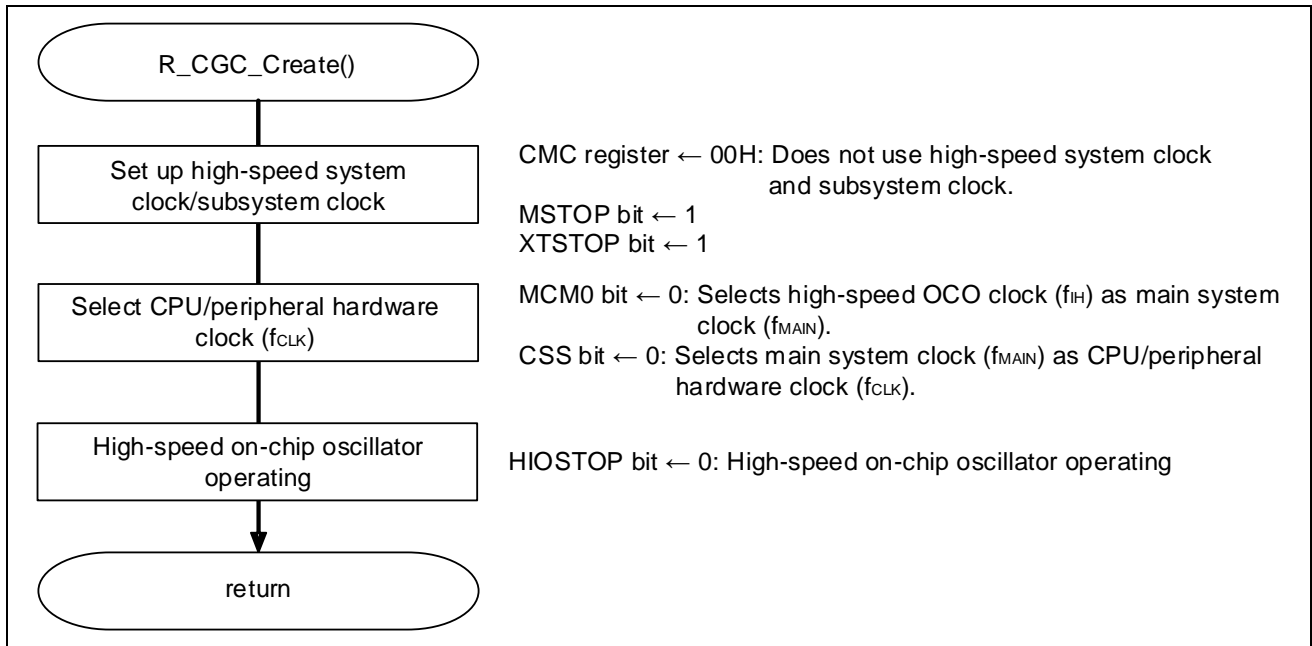 R_CGC_Create()
Set up high-speed system
clock/subsystem clock
CMC register ← 00H: Does not use high-speed system clock
and subsystem clock.
MSTOP bit ← 1
XTSTOP bit ← 1
Select CPU/peripheral hardware
clock (fCLK)
MCM0 bit ← 0: Selects high-speed OCO clock (fIH) as main system
clock (fMAIN).
CSS bit ← 0: Selects main system clock (fMAIN) as CPU/peripheral
hardware clock (fCLK).
High-speed on-chip oscillator
operating
HIOSTOP bit ← 0: High-speed on-chip oscillator operating
return